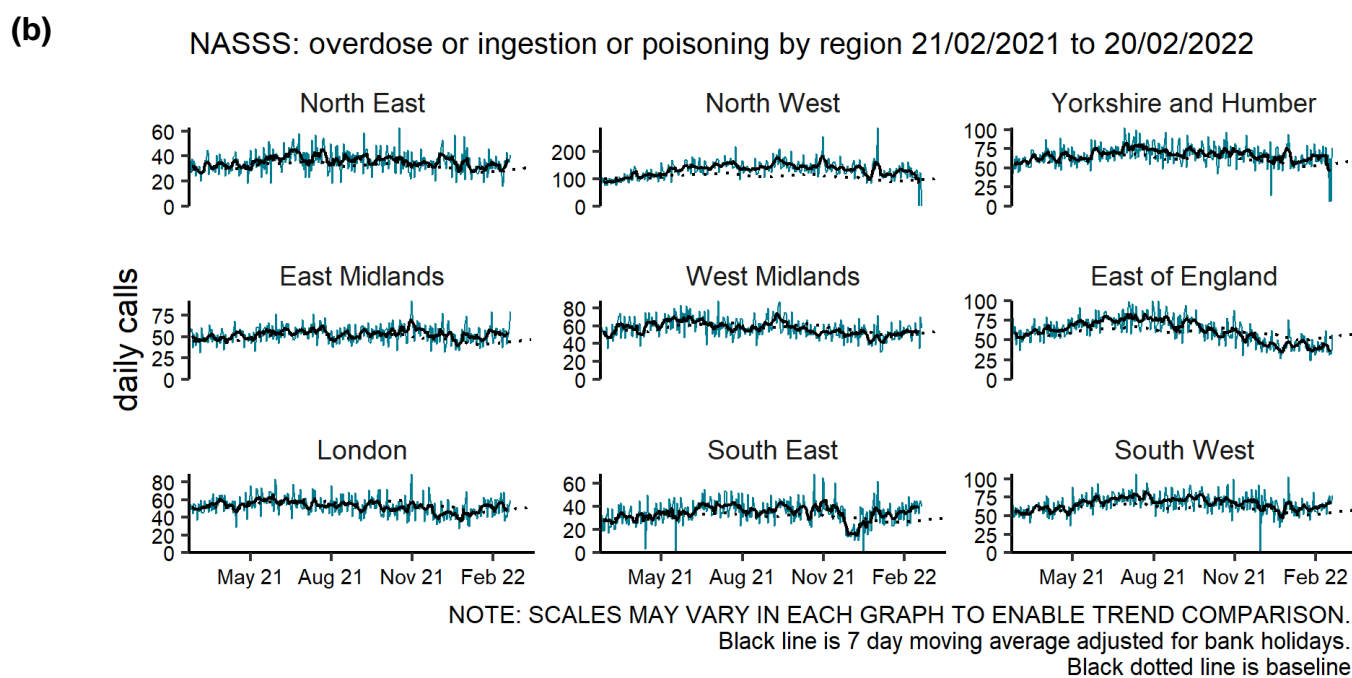 (b)
NASSS: overdose or ingestion or poisoning by region 21/02/2021 to 20/02/2022
North East
North West
Yorkshire and Humber
60
40
20
0
200
100
0
100
75
50
25
0
daily calls
East Midlands
West Midlands
East of England
75
50
25
0
80
60
40
20
0
100
75
50
25
0
London
South East
South West
80
60
40
20
0
60
40
20
0
100
75
50
25
0
May 21 Aug 21 Nov 21 Feb 22
May 21 Aug 21 Nov 21 Feb 22
May 21 Aug 21 Nov 21 Feb 22
NOTE: SCALES MAY VARY IN EACH GRAPH TO ENABLE TREND COMPARISON.
Black line is 7 day moving average adjusted for bank holidays.
Black dotted line is baseline